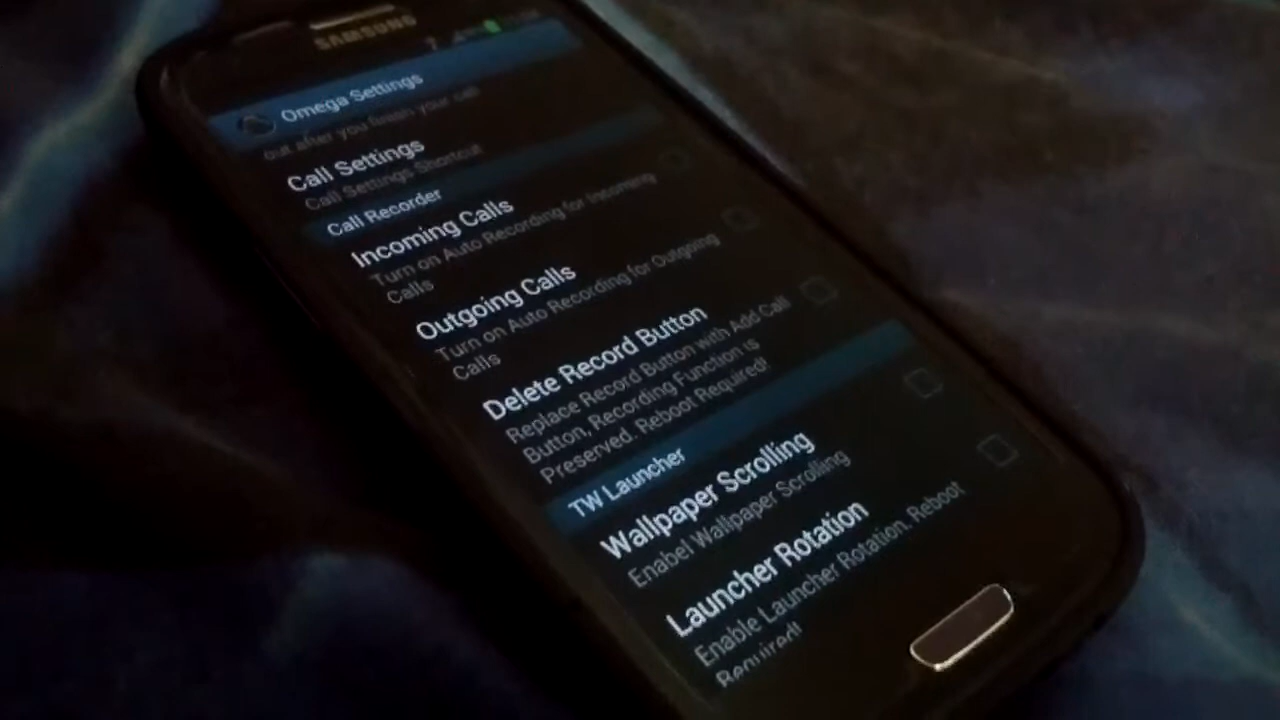 SAMSUNG
Omega Settings
out after you finish your call
Call Settings
Call Settings Shortcut
Call Recorder
Incoming Calls
Turn on Auto Recording for Incoming
Calls
Outgoing Calls
Turn on Auto Recording for Outgoing
Calls
Delete Record Button
Replace Record Button with Add Call
Button, Recording Function is
Preserved. Reboot Required!
TW Launcher
Wallpaper Scrolling
Enabel Wallpaper Scrolling
Launcher Rotation
Enable Launcher Rotation. Reboot
Required!